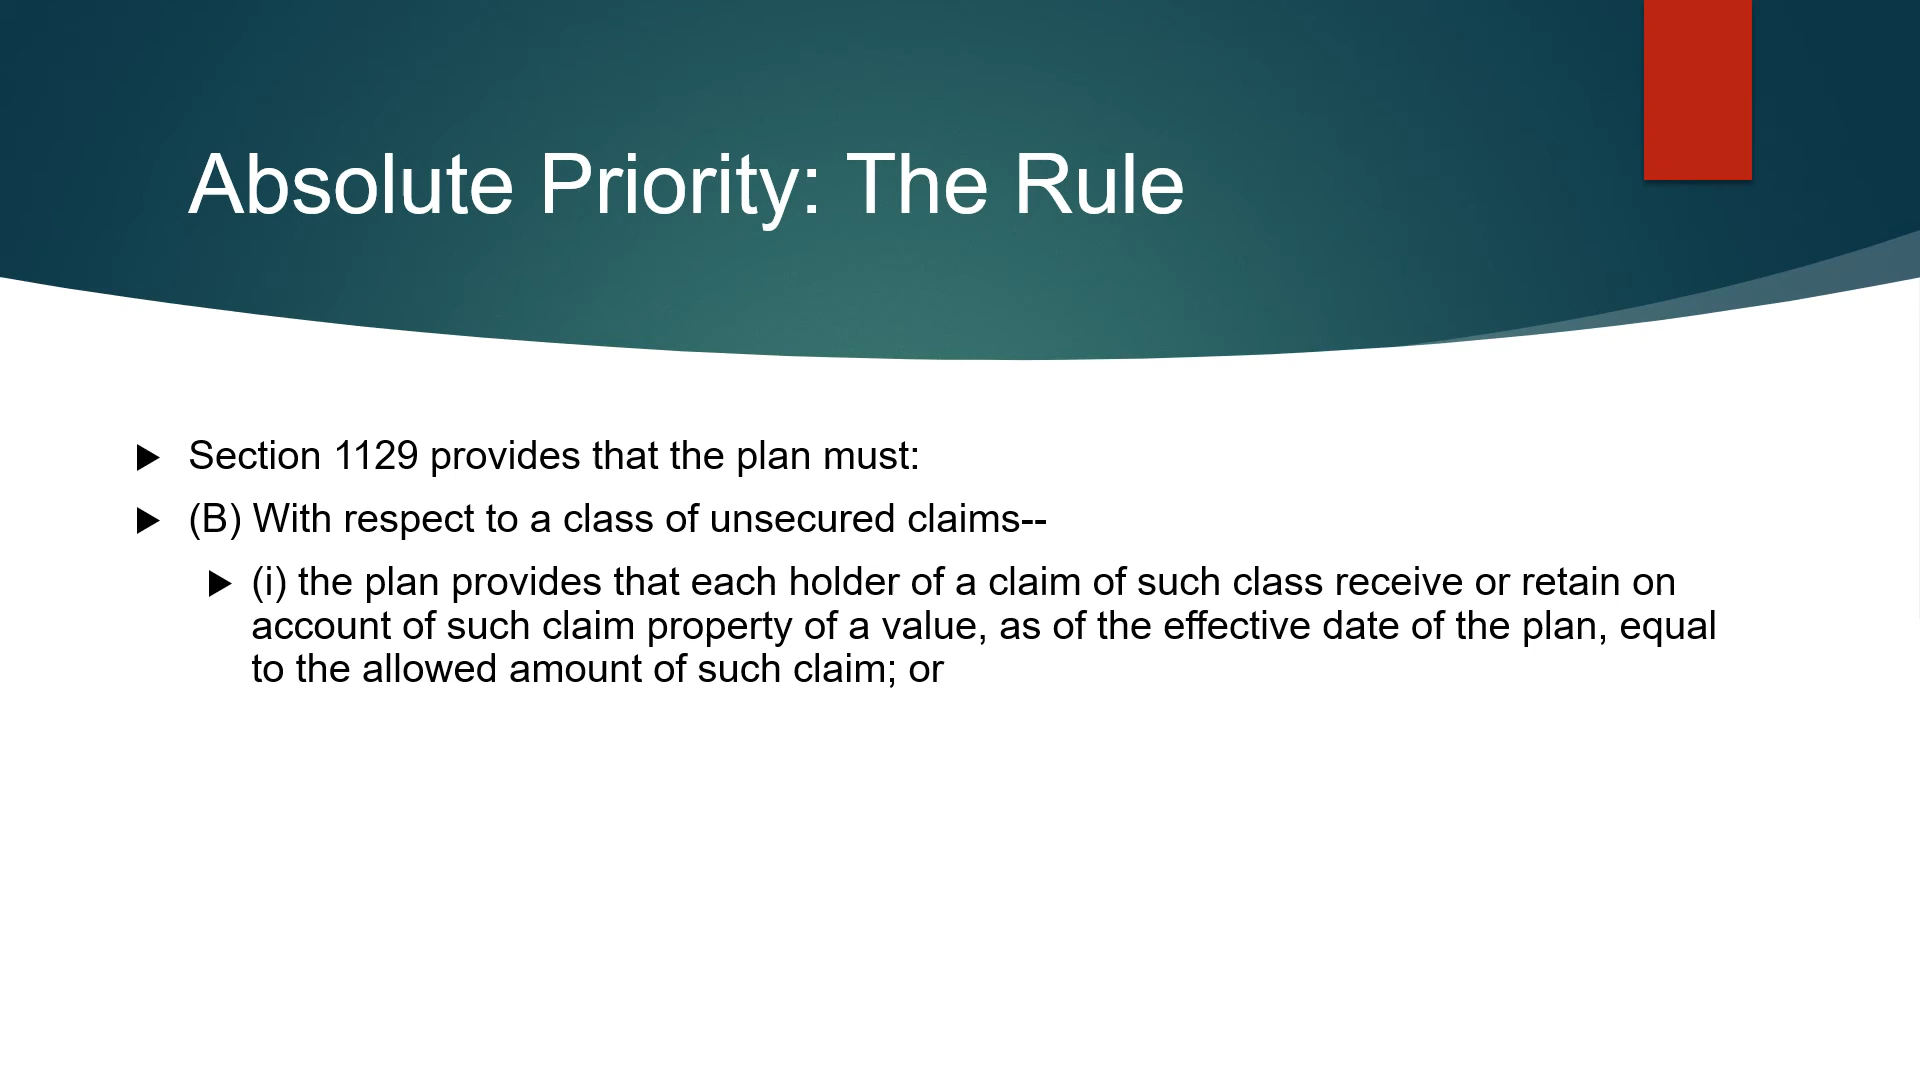 Absolute Priority: The Rule
Section 1129 provides that the plan must:
(B) With respect to a class of unsecured claims--
(i) the plan provides that each holder of a claim of such class receive or retain on
account of such claim property of a value, as of the effective date of the plan, equal
to the allowed amount of such claim; or